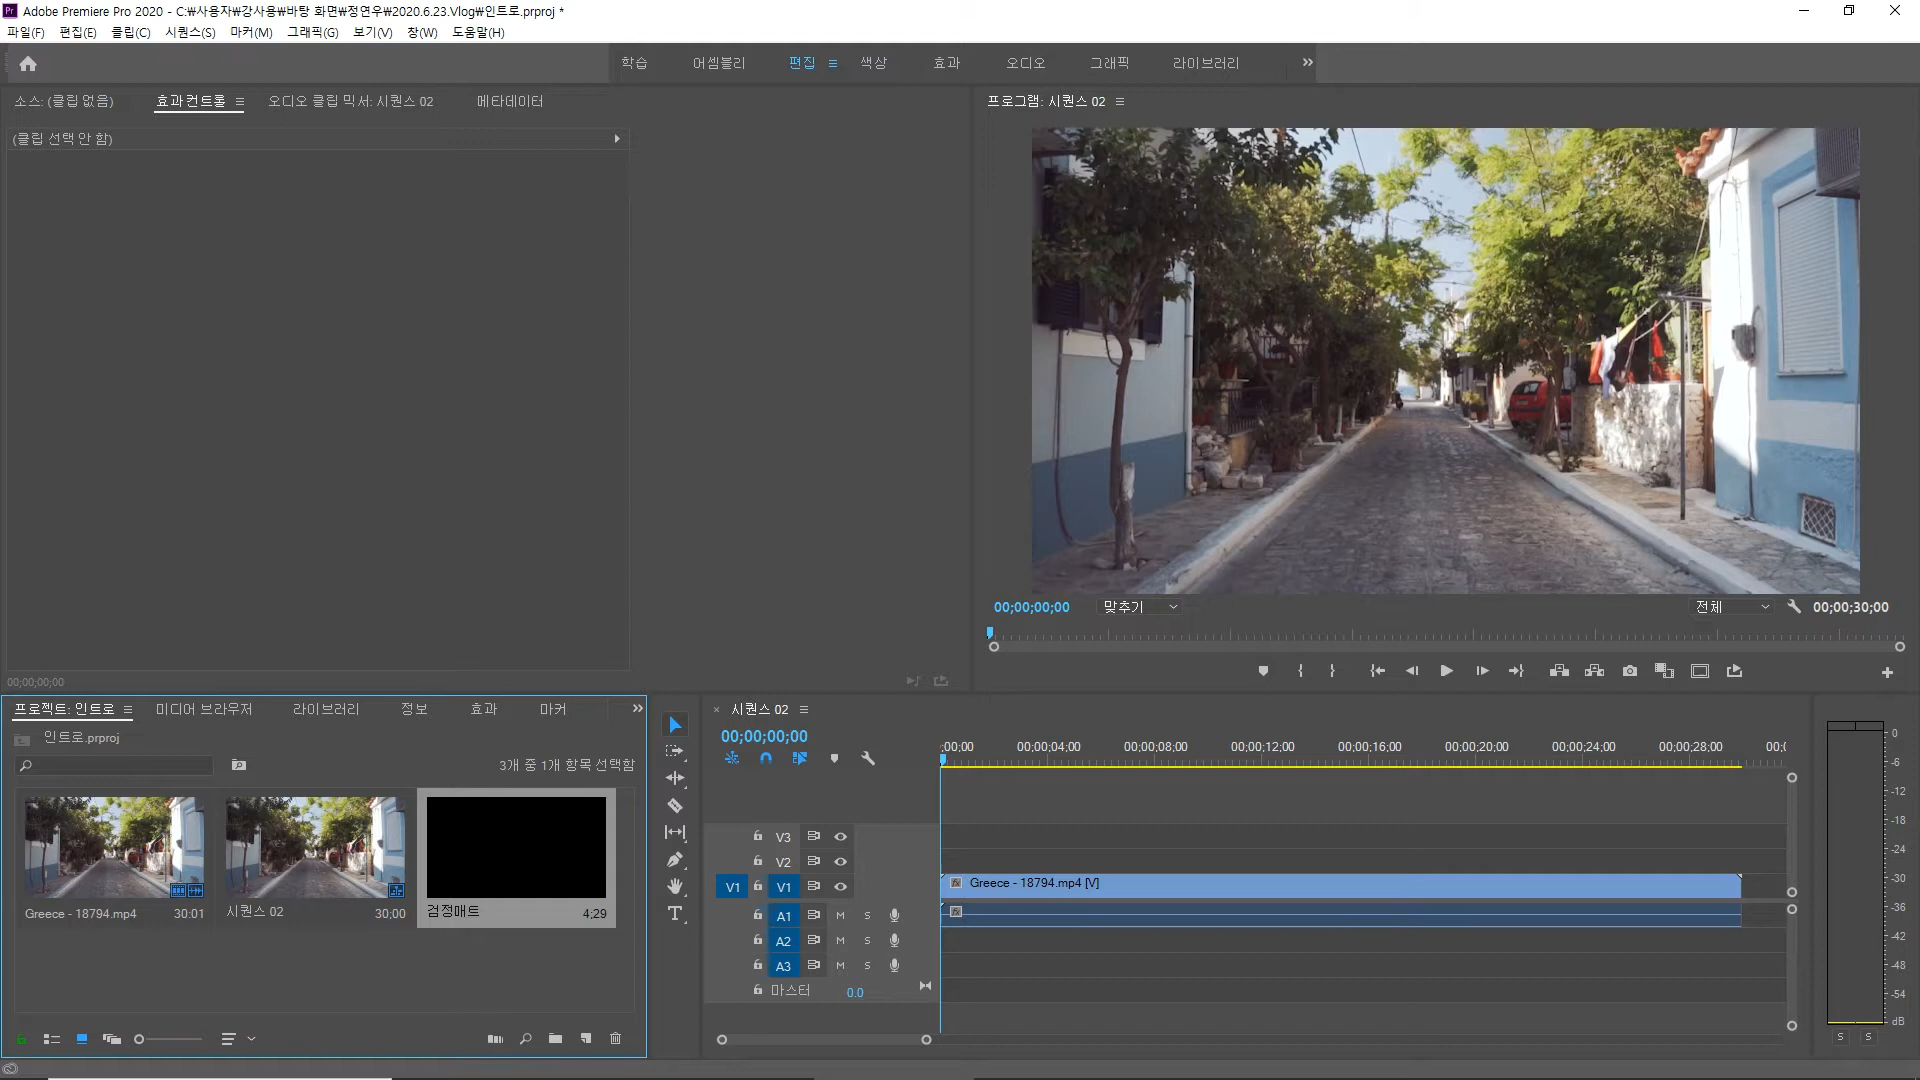 Adobe Premiere Pro 2020 - C:₩사용자₩강사용₩바탕 화면₩정연우₩2020.6.23.Vlog₩인트로.prproj *
파일(F) 편집(E) 클립(C) 시퀀스(S) 마커(M) 그래픽(G) 보기(V) 창(W) 도움말(H)
학습 어셈블리 편집 색상 효과 오디오 그래픽 라이브러리
소스: (클립 없음) 효과 컨트롤 오디오 클립 믹서: 시퀀스 02 메타데이터
프로그램: 시퀀스 02
(클립 선택 안 함)
00;00;00;00 맞추기 전체 00;00;30;00
00;00;00;00
프로젝트: 인트로 미디어 브라우저 라이브러리 정보 효과 마커
인트로.prproj
3개 중 1개 항목 선택함
Greece - 18794.mp4 30:01
시퀀스 02 30;00
검정매트 4;29
시퀀스 02
00;00;00;00
;00;00 00;00;04;00 00;00;08;00 00;00;12;00 00;00;16;00 00;00;20;00 00;00;24;00 00;00;28;00 00;0
V3
V2
V1 V1 Greece - 18794.mp4 [V]
A1 M S
A2 M S
A3 M S
마스터 0.0
0
-6
-12
-18
-24
-30
-36
-42
-48
-54
dB
S S